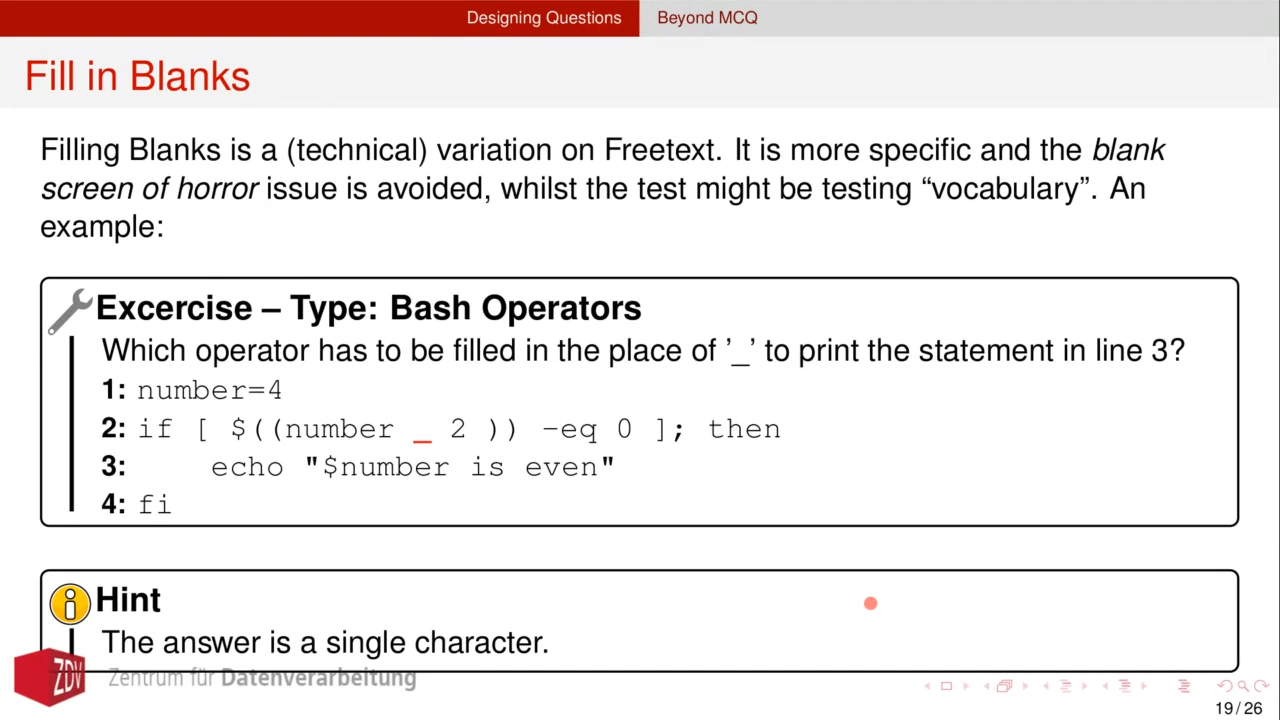 Designing Questions Beyond MCQ
Fill in Blanks
Filling Blanks is a (technical) variation on Freetext. It is more specific and the blank
screen of horror issue is avoided, whilst the test might be testing “vocabulary”. An
example:
Excercise – Type: Bash Operators
Which operator has to be filled in the place of ’_’ to print the statement in line 3?
1: number=4
2: if [ $((number _ 2 )) -eq 0 ]; then
3: echo "$number is even"
4: fi
Hint
The answer is a single character.
ZDV Zentrum für Datenverarbeitung
19 / 26